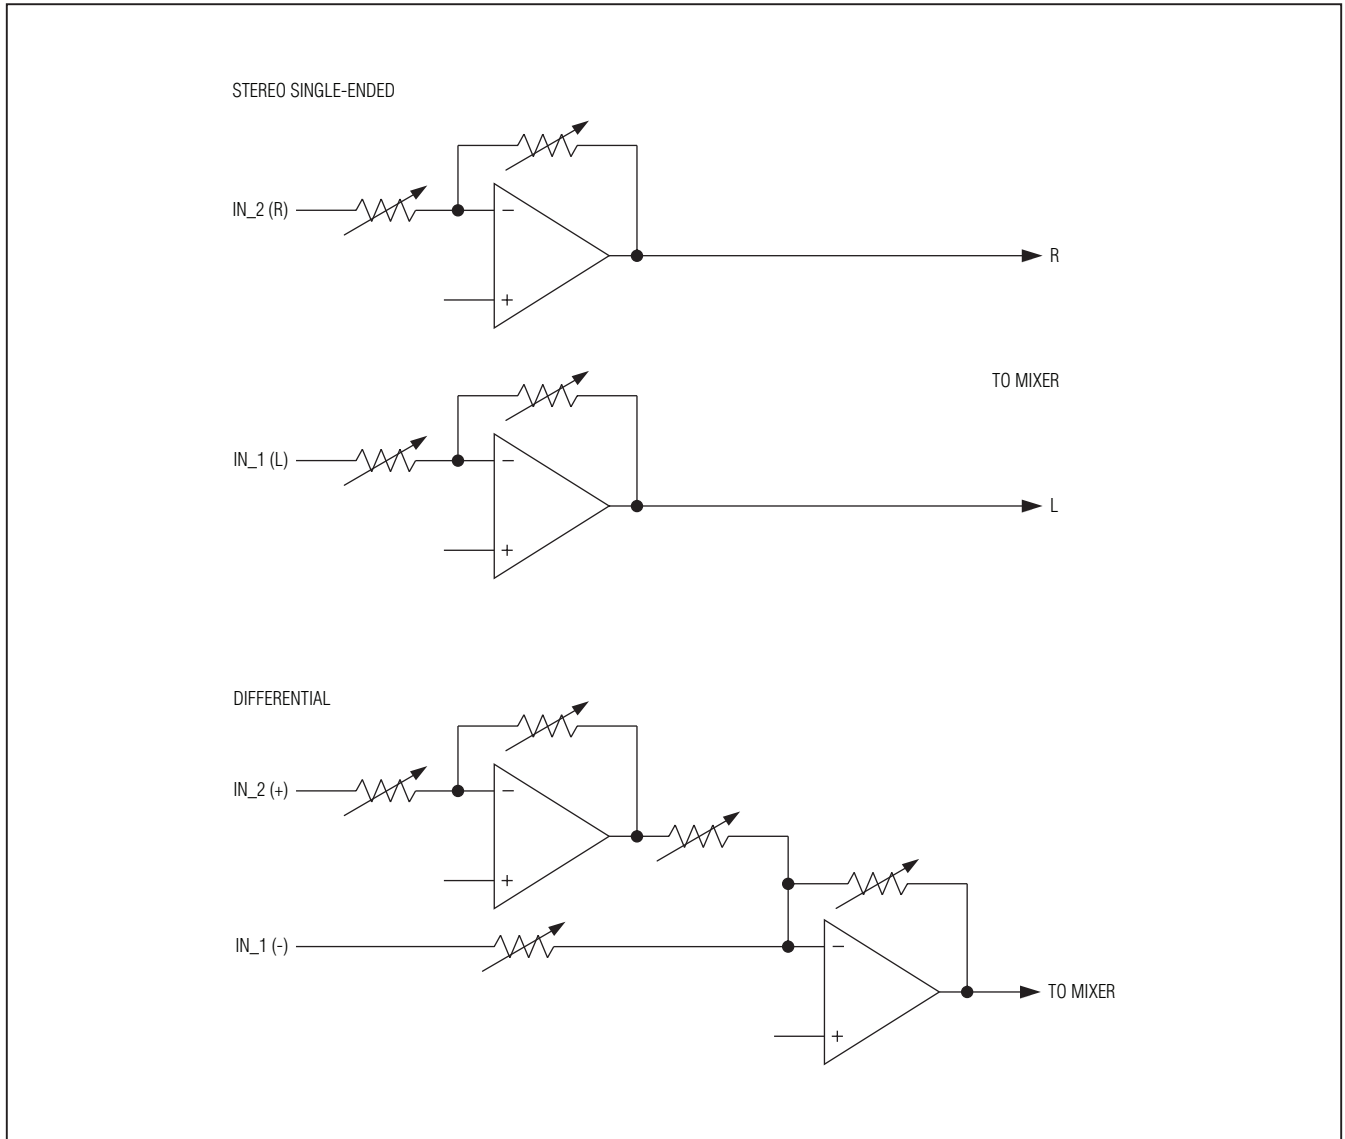 STEREO SINGLE-ENDED
IN_2 (R)
−
+
R
TO MIXER
IN_1 (L)
−
+
L
DIFFERENTIAL
IN_2 (+)
−
+
IN_1 (-)
−
+
TO MIXER